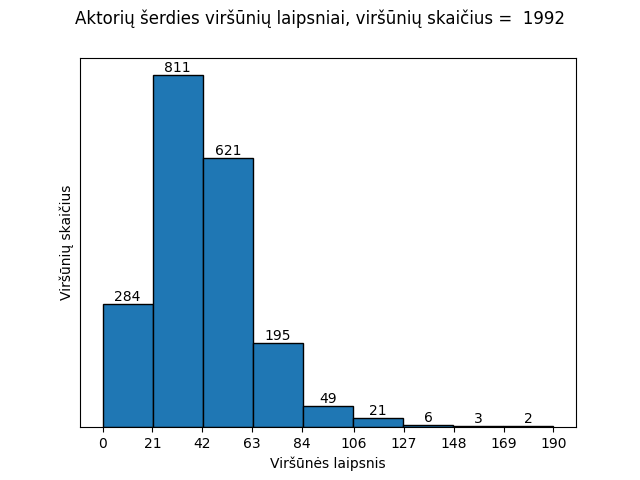 Aktorių šerdies viršūnių laipsniai, viršūnių skaičius =  1992
811
621
284
195
49
21
6
3
2
Viršūnių skaičius
0 21 42 63 84 106 127 148 169 190
Viršūnės laipsnis